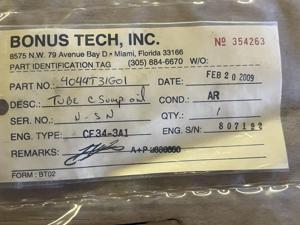 BONUS TECH, INC. Nº 354263
8575 N.W. 79 Avenue Bay D • Miami, Florida 33166
PART IDENTIFICATION TAG (305) 884-6670 W/O:
PART NO.: 4044T31G01 DATE: FEB 20 2009
DESC.: TUBE C Sump oil COND.: AR
SER. NO.: U-SN QTY.: 1
ENG. TYPE: CF34-3A1 ENG. S/N:
REMARKS: A+P
FORM : BT02